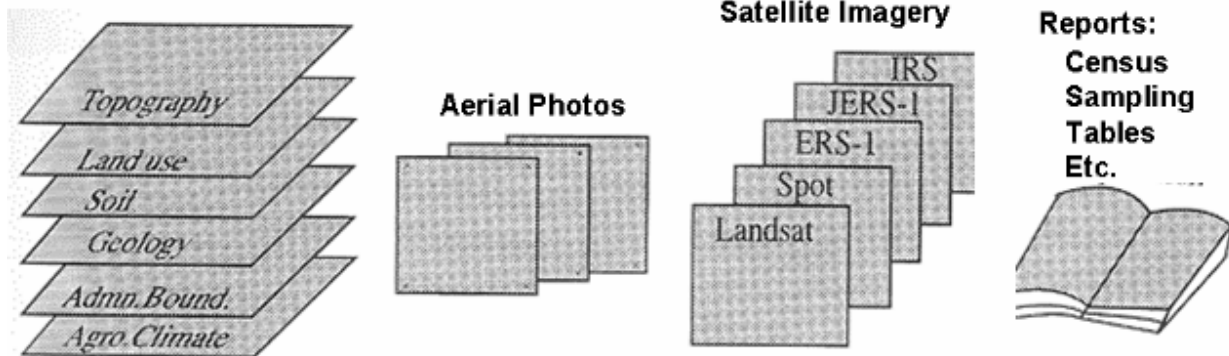 Topography
Land use
Soil
Geology
Admn.Bound.
Agro Climate
Aerial Photos
Satellite Imagery
IRS
JERS-1
ERS-1
Spot
Landsat
Reports:
Census
Sampling
Tables
Etc.